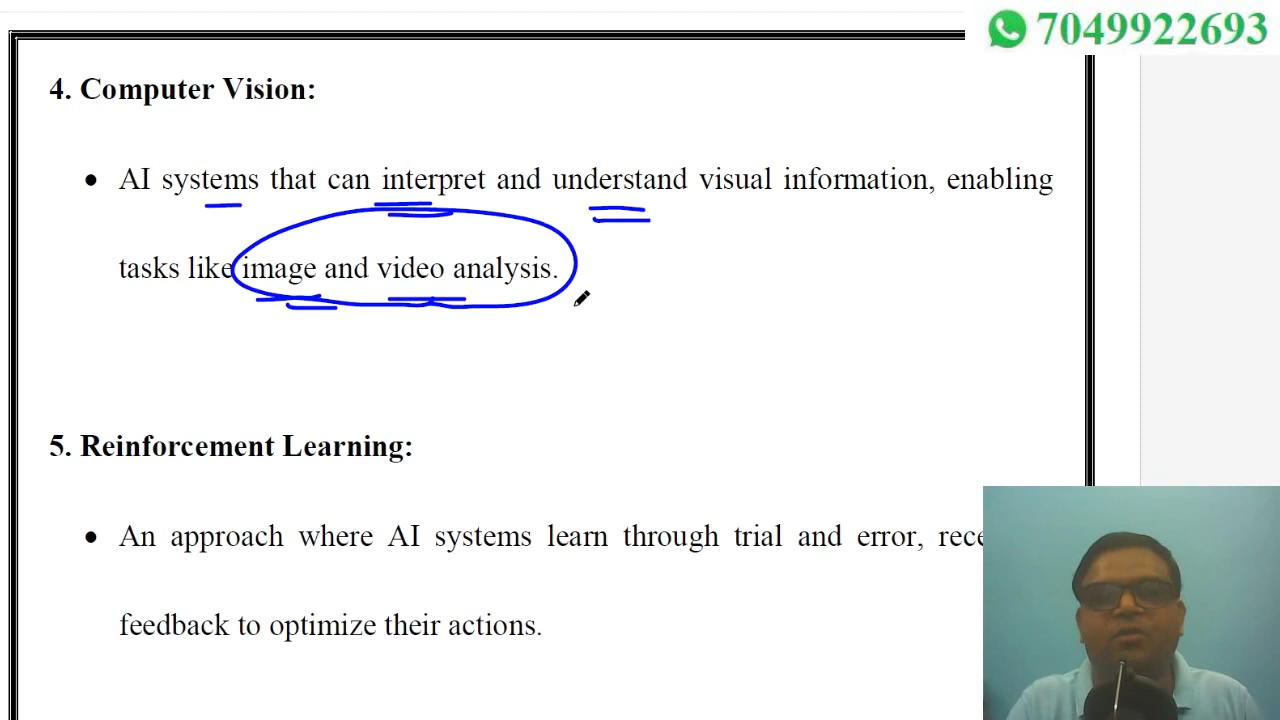 7049922693
4. Computer Vision:
• AI systems that can interpret and understand visual information, enabling
tasks like image and video analysis.
5. Reinforcement Learning:
• An approach where AI systems learn through trial and error,
feedback to optimize their actions.